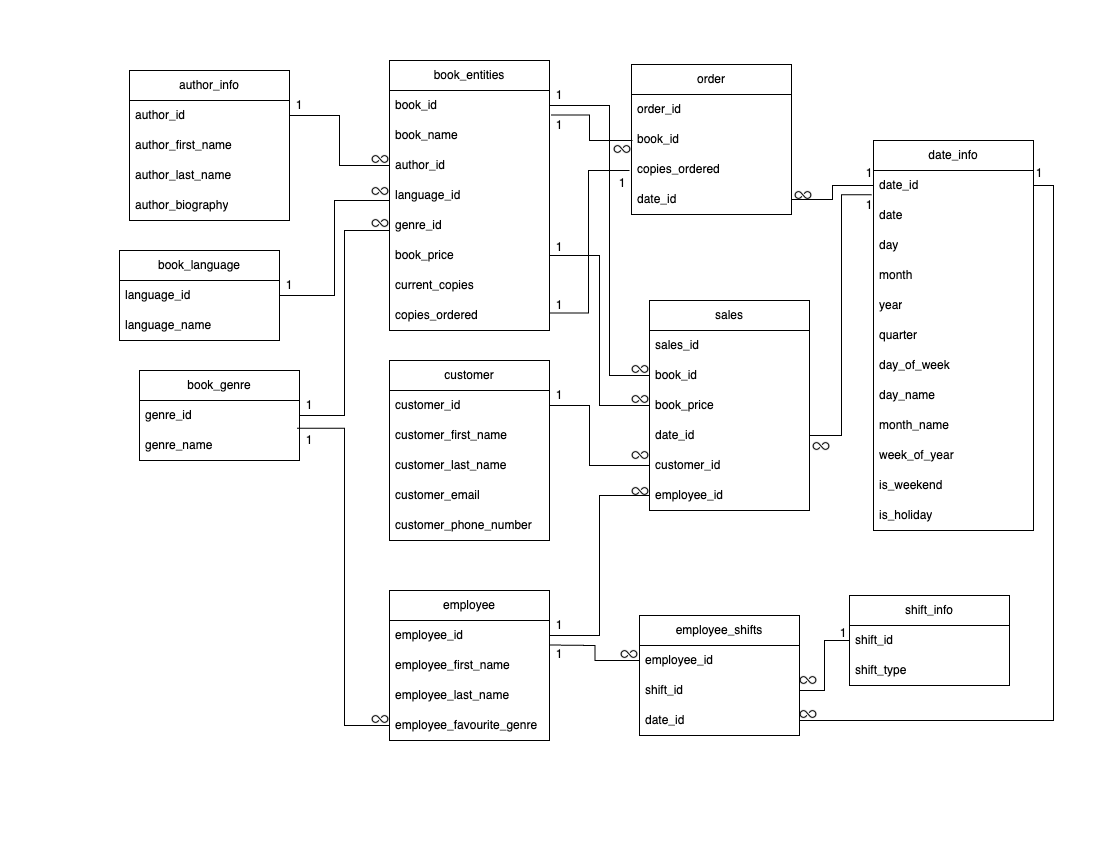 author_info
author_id
author_first_name
author_last_name
author_biography
1
book_language
language_id
language_name
1
book_genre
genre_id
genre_name
1
1
book_entities
book_id
book_name
author_id
language_id
genre_id
book_price
current_copies
copies_ordered
∞
∞
∞
1
1
1
1
customer
customer_id
customer_first_name
customer_last_name
customer_email
customer_phone_number
1
employee
employee_id
employee_first_name
employee_last_name
employee_favourite_genre
1
1
∞
order
order_id
book_id
copies_ordered
date_id
∞
1
∞
sales
sales_id
book_id
book_price
date_id
customer_id
employee_id
∞
∞
∞
∞
∞
employee_shifts
employee_id
shift_id
date_id
∞
∞
∞
date_info
date_id
date
day
month
year
quarter
day_of_week
day_name
month_name
week_of_year
is_weekend
is_holiday
1
1
1
shift_info
shift_id
shift_type
1